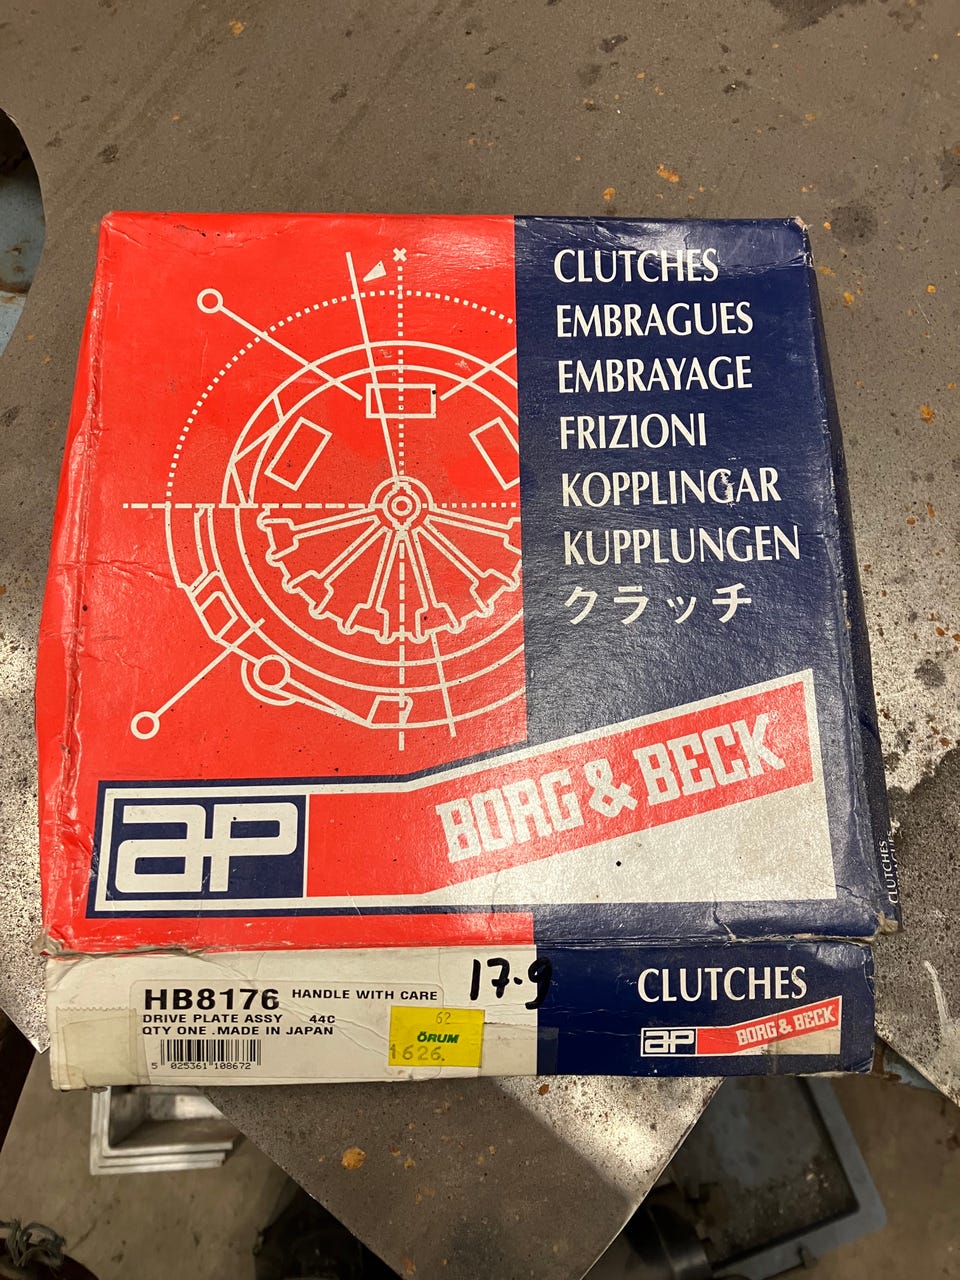 CLUTCHES
EMBRAGUES
EMBRAYAGE
FRIZIONI
KOPPLINGAR
KUPPLUNGEN
クラッチ
BORG & BECK
ap
CLUTCHES
17.9
HB8176 HANDLE WITH CARE
DRIVE PLATE ASSY 44C
QTY ONE .MADE IN JAPAN
5 025361 108672
62
ÖRUM
1626.
CLUTCHES
ap BORG & BECK